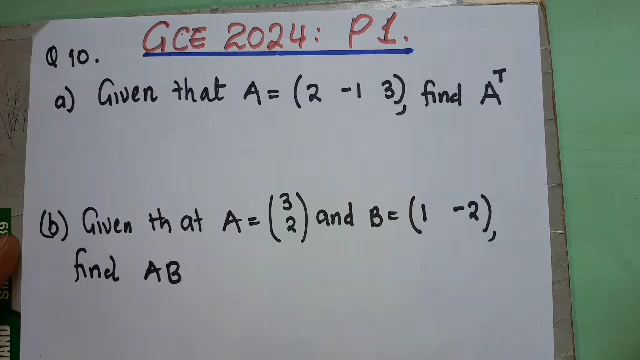 GCE 2024: P1.
Q 10.
a) Given that A = (2 -1 3), find Aᵀ
(b) Given that A = (3 2) and B = (1 -2),
find AB